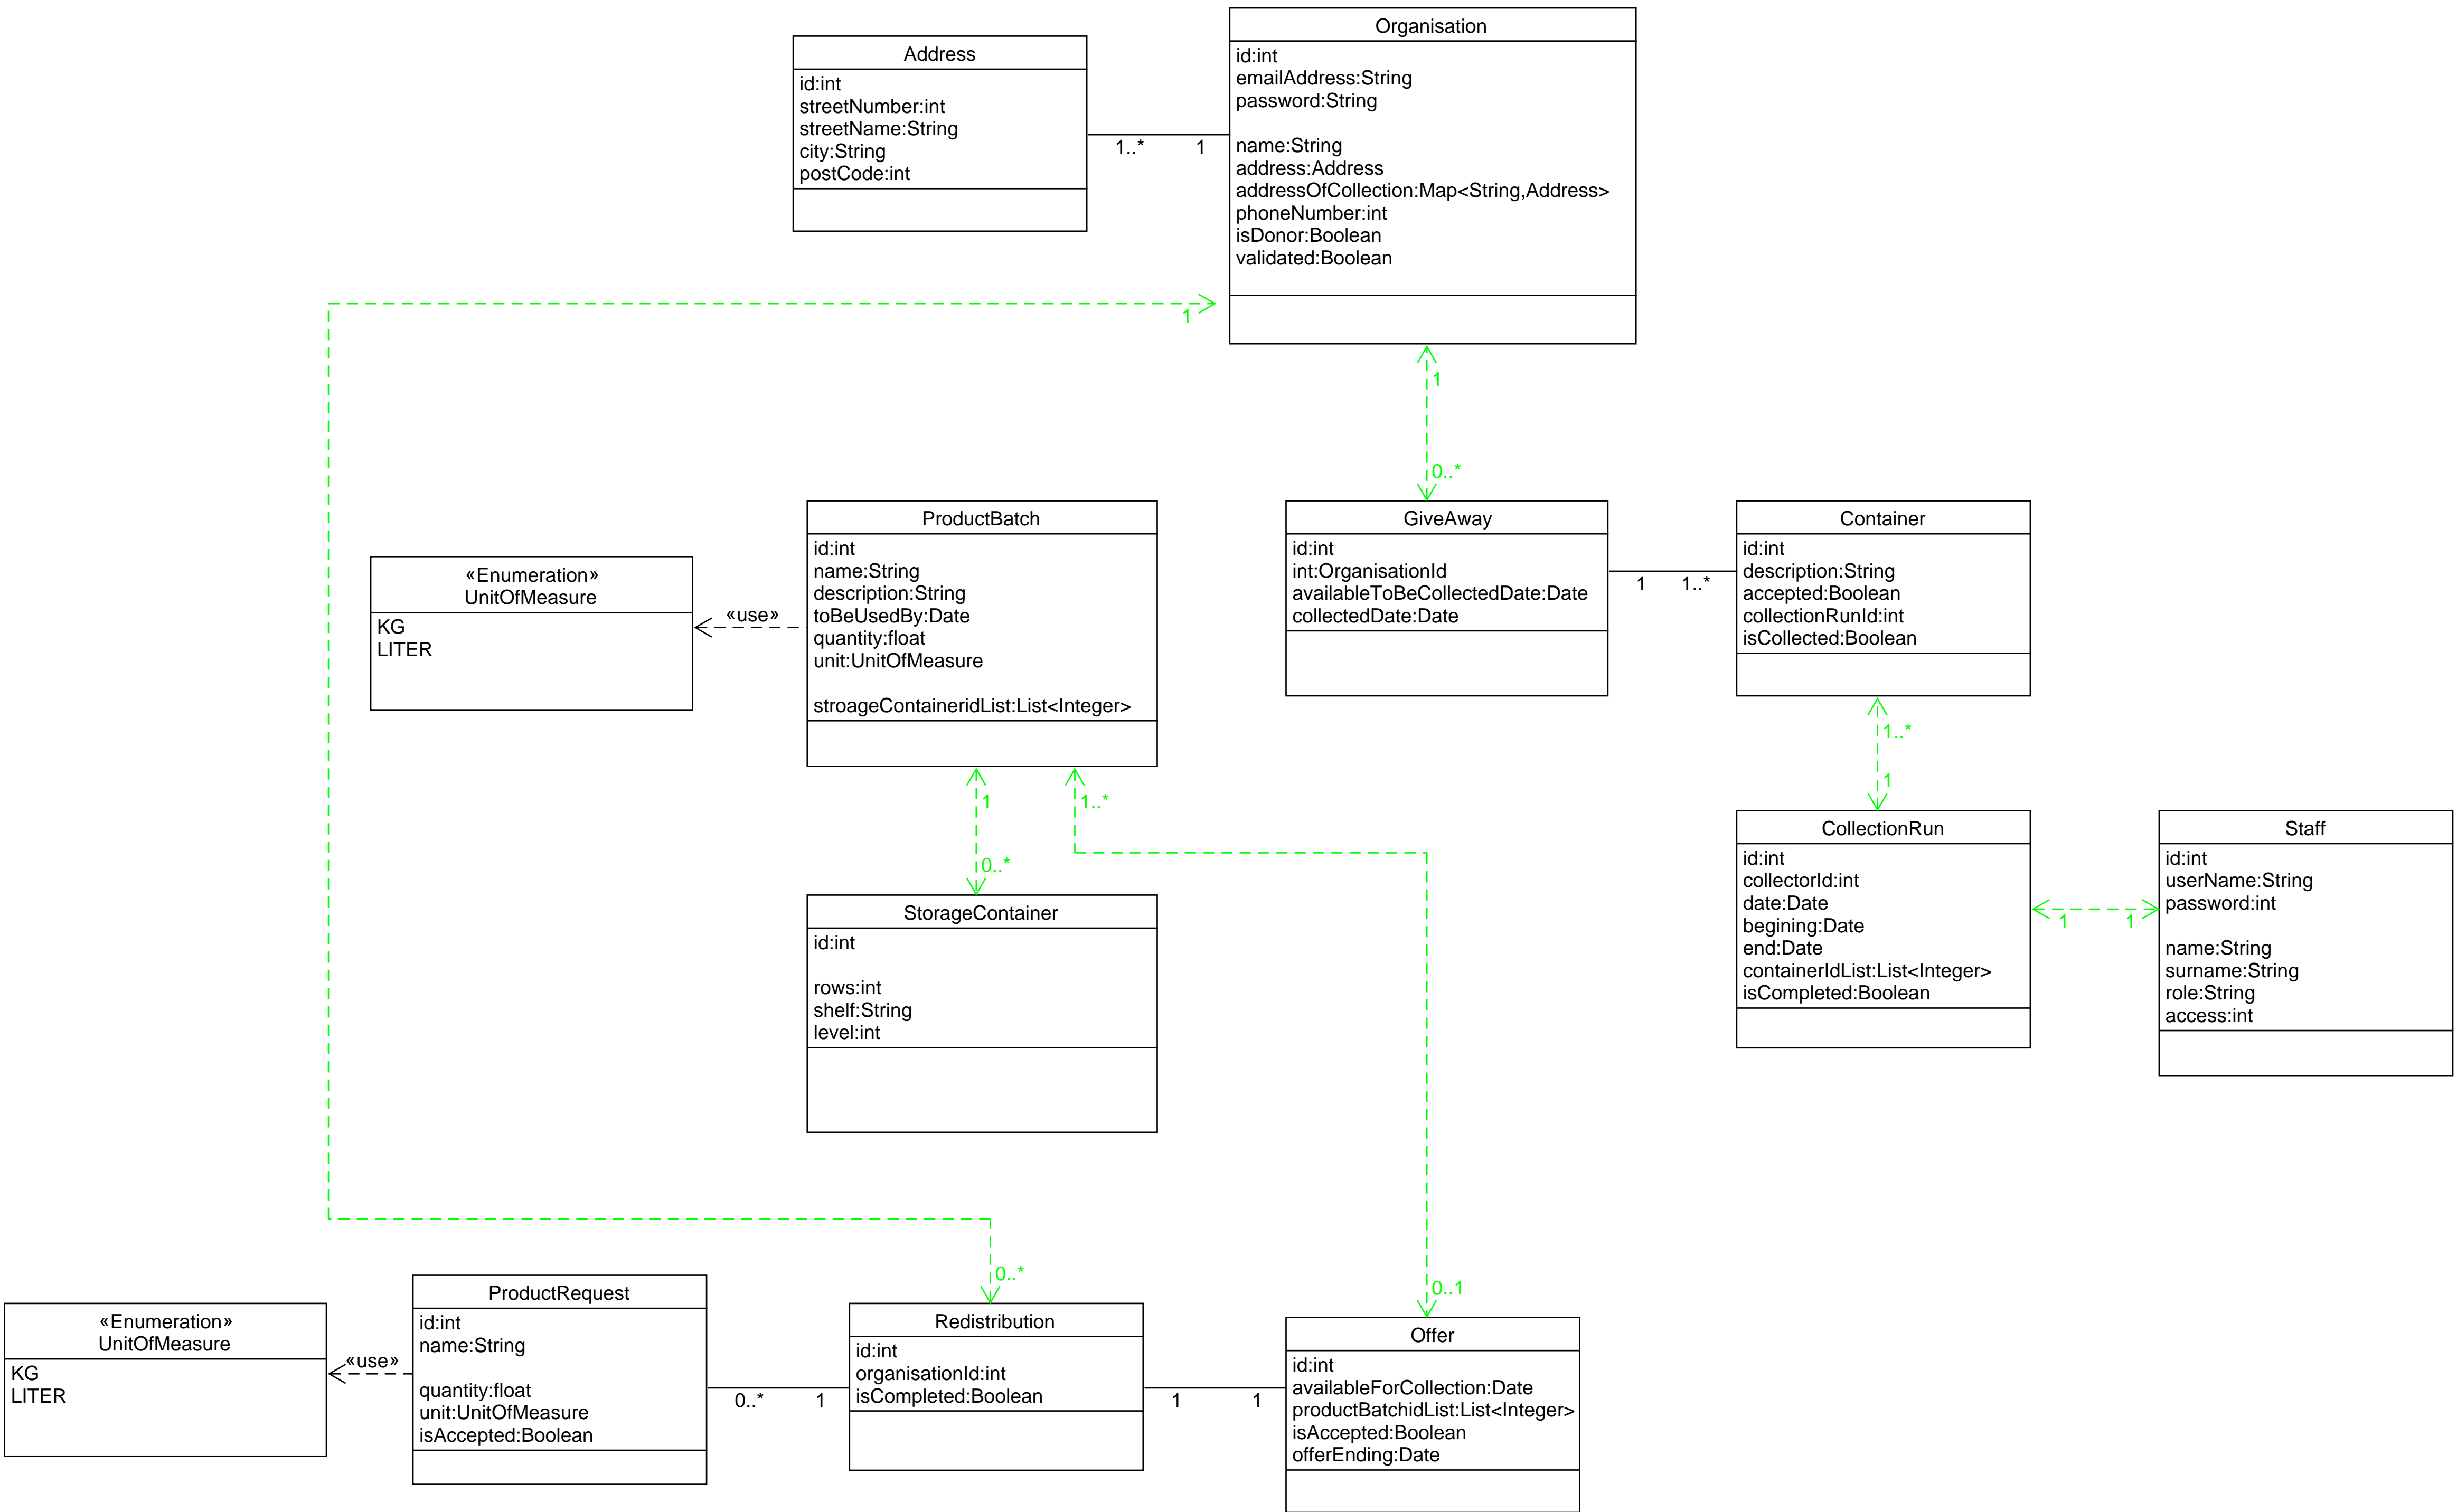 Organisation
id:int
emailAddress:String
password:String
name:String
address:Address
addressOfCollection:Map<String,Address>
phoneNumber:int
isDonor:Boolean
validated:Boolean
Address
id:int
streetNumber:int
streetName:String
city:String
postCode:int
1..*
1
1
1
0..*
ProductBatch
id:int
name:String
description:String
toBeUsedBy:Date
quantity:float
unit:UnitOfMeasure
stroageContaineridList:List<Integer>
GiveAway
id:int
int:OrganisationId
availableToBeCollectedDate:Date
collectedDate:Date
Container
id:int
description:String
accepted:Boolean
collectionRunId:int
isCollected:Boolean
1
1..*
«Enumeration»
UnitOfMeasure
KG
LITER
«use»
1..*
1
1
1..*
0..*
CollectionRun
id:int
collectorId:int
date:Date
begining:Date
end:Date
containerIdList:List<Integer>
isCompleted:Boolean
1
1
Staff
id:int
userName:String
password:int
name:String
surname:String
role:String
access:int
StorageContainer
id:int
rows:int
shelf:String
level:int
0..*
0..1
«Enumeration»
UnitOfMeasure
KG
LITER
«use»
ProductRequest
id:int
name:String
quantity:float
unit:UnitOfMeasure
isAccepted:Boolean
0..*
1
Redistribution
id:int
organisationId:int
isCompleted:Boolean
1
1
Offer
id:int
availableForCollection:Date
productBatchidList:List<Integer>
isAccepted:Boolean
offerEnding:Date